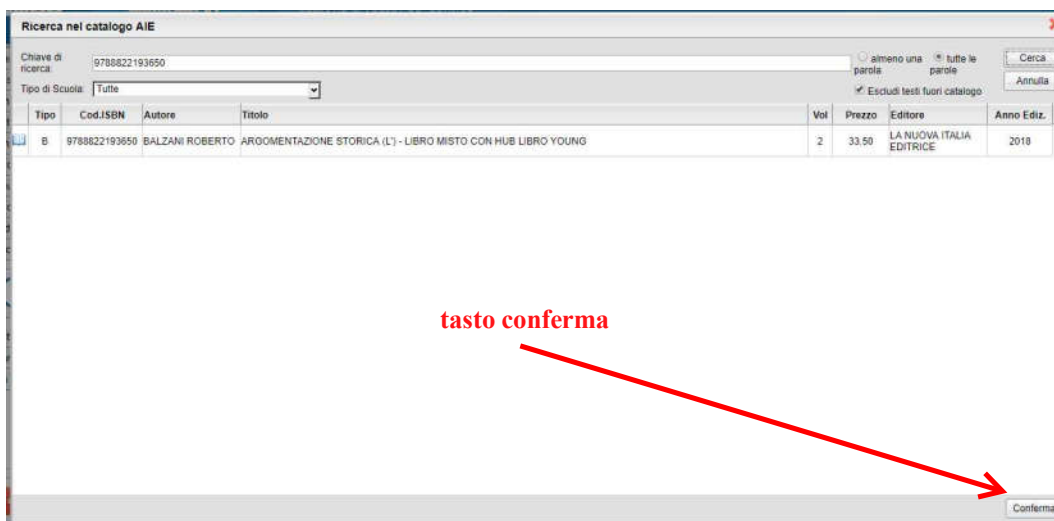 Ricerca nel catalogo AIE
Chiave di ricerca: 9788822193650 almeno una parola tutte le parole Cerca
Tipo di Scuola: Tutte Escludi testi fuori catalogo Annulla
Tipo Cod.ISBN Autore Titolo Vol Prezzo Editore Anno Ediz.
B 9788822193650 BALZANI ROBERTO ARGOMENTAZIONE STORICA (L') - LIBRO MISTO CON HUB LIBRO YOUNG 2 33,50 LA NUOVA ITALIA EDITRICE 2018
tasto conferma
Conferma